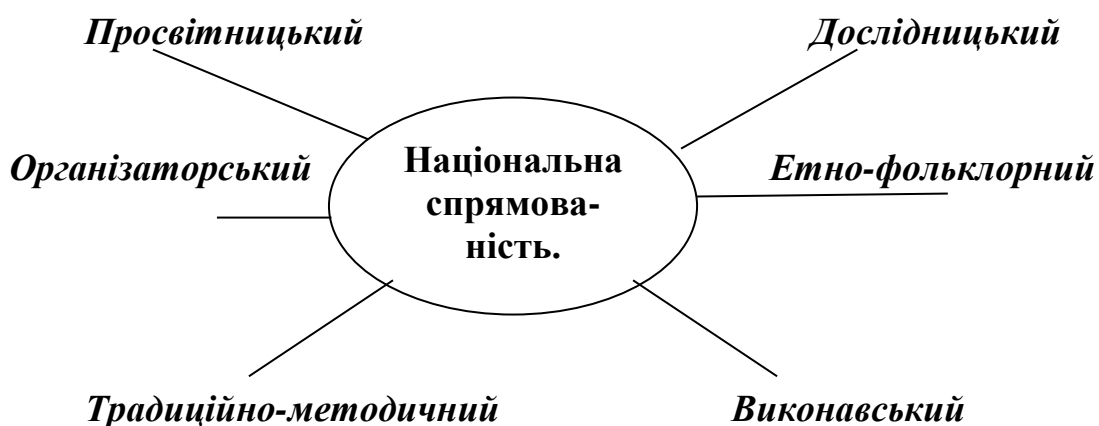 Просвітницький
Дослідницький
Організаторський
Національна
спрямова-
ність.
Етно-фольклорний
Традиційно-методичний
Виконавський